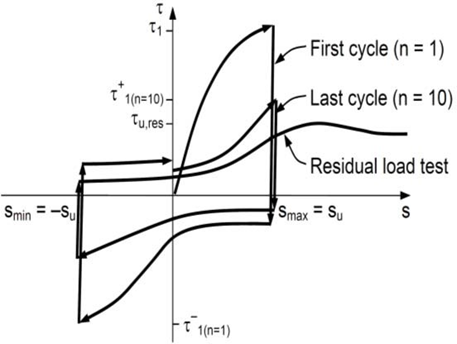 τ
τ1
First cycle (n = 1)
τ+1(n=10)
Last cycle (n = 10)
τu,res
Residual load test
smin = –su
smax = su
s
τ–1(n=1)